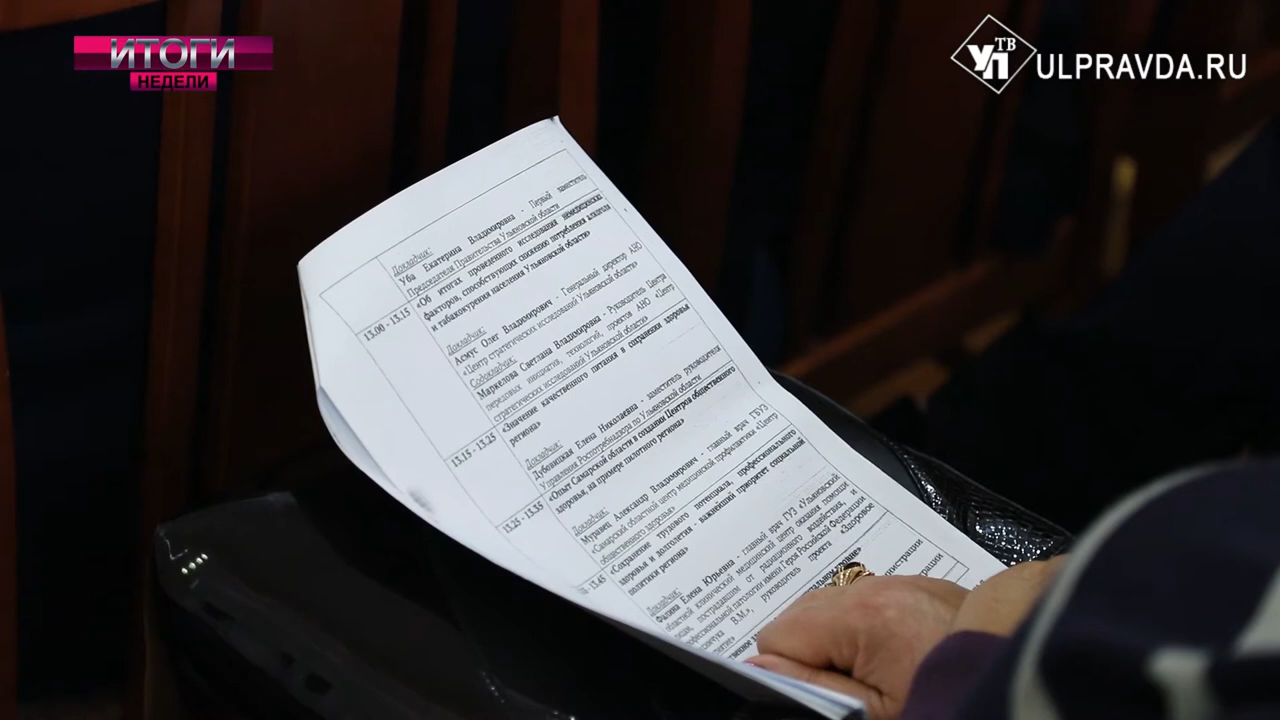 ИТОГИ
НЕДЕЛИ
УП ТВ
ULPRAVDA.RU
Докладчик:
Уба Екатерина Владимировна - Первый заместитель
Председателя Правительства Ульяновской области
13.00 - 13.15 «Об итогах проведенного исследования немедицинских
факторов, способствующих снижению потребления алкоголя
и табакокурения населения Ульяновской области»
Докладчик:
Асмус Олег Владимирович - Генеральный директор АНО
«Центр стратегических исследований Ульяновской области»
Содокладчик:
Маркелова Светлана Владимировна - Руководитель Центра
передовых инициатив, технологий, проектов АНО «Центр
стратегических исследований Ульяновской области»
13.15 - 13.25 «Значение качественного питания в сохранении здоровья
региона»
Докладчик:
Дубовицкая Елена Николаевна - заместитель руководителя
Управления Роспотребнадзора по Ульяновской области
13.25 - 13.35 «Опыт Самарской области в создании Центров общественного
здоровья, на примере пилотного региона»
Докладчик:
Муравец Александр Владимирович - главный врач ГБУЗ
«Самарский областной центр медицинской профилактики «Центр
общественного здоровья»
.45 «Сохранение трудового потенциала, профессионального
здоровья и долголетия - важнейший приоритет социальной
политики региона»
Докладчик:
Фалина Елена Юрьевна - главный врач ГУЗ «Ульяновский
областной клинический медицинский центр оказания помощи
лицам, пострадавшим от радиационного воздействия, и
профессиональной патологии имени Героя Российской Федерации
В.М.», руководитель проекта «Здоровое